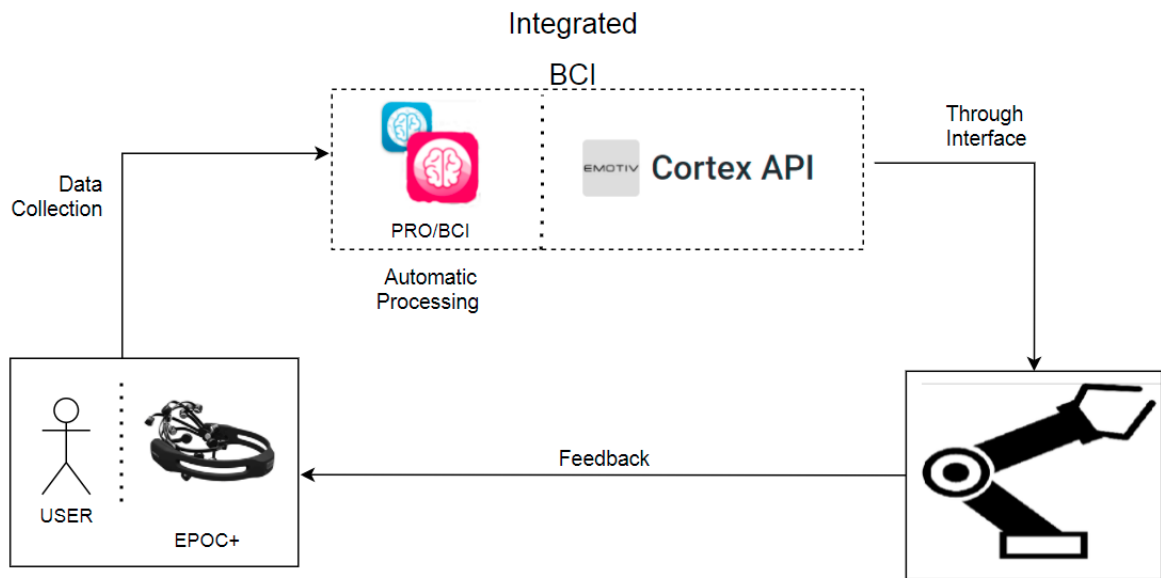 Integrated
BCI
Through
Interface
Data
Collection
EMOTIV
Cortex API
PRO/BCI
Automatic
Processing
Feedback
USER
EPOC+